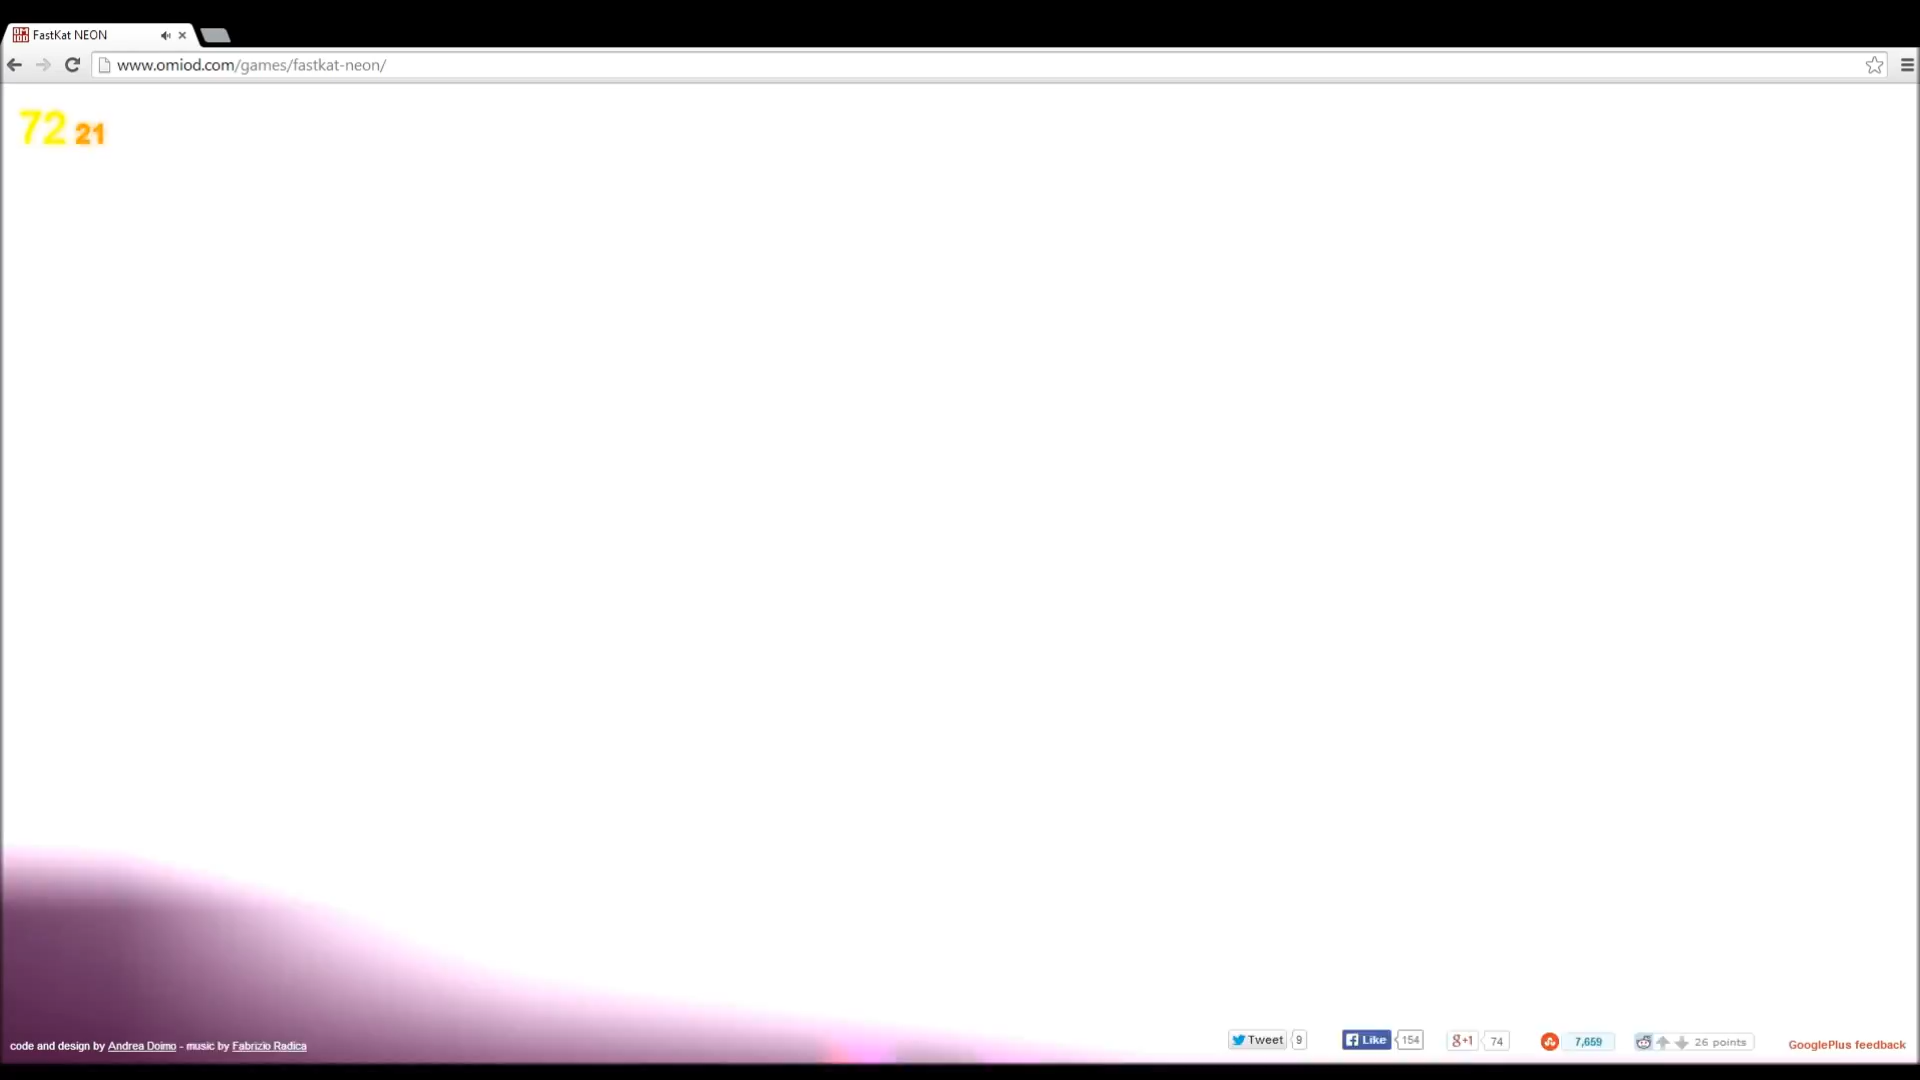 FastKat NEON
www.omiod.com/games/fastkat-neon/
72 21
code and design by Andrea Doimo - music by Fabrizio Radica
Tweet 9
Like 154
g+1 74
7,659
26 points
GooglePlus feedback